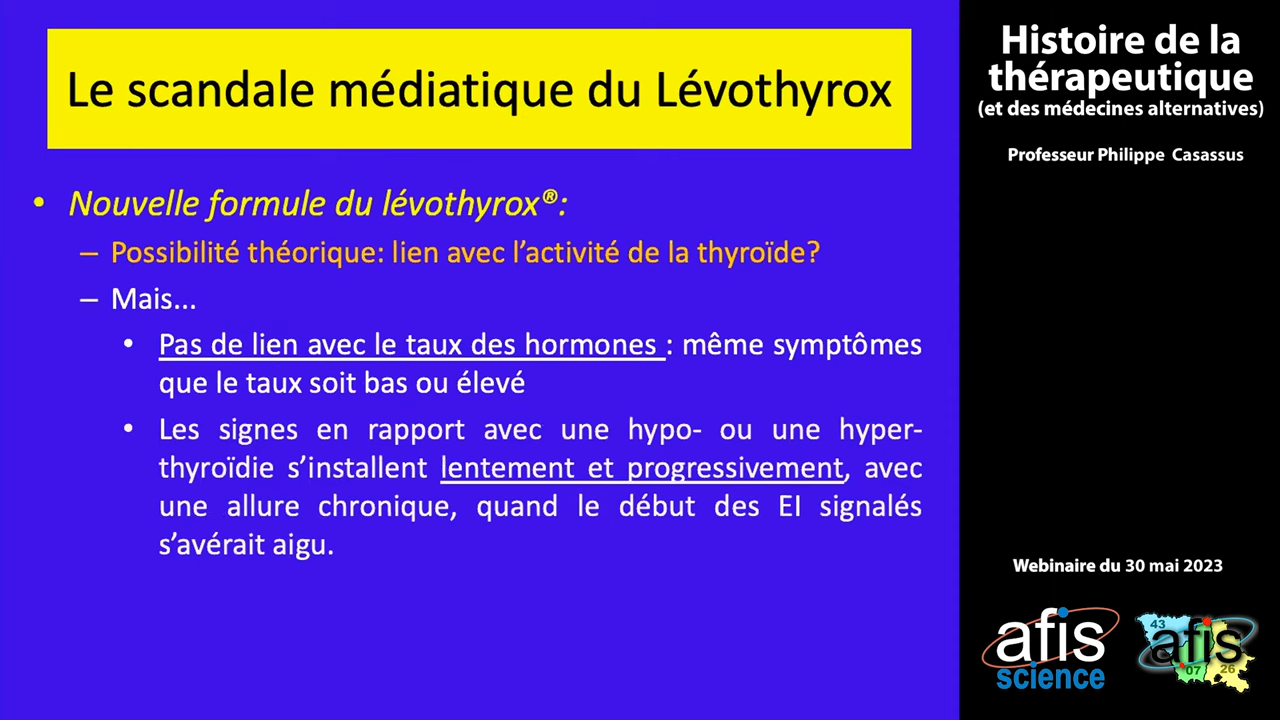 Le scandale médiatique du Lévothyrox
• Nouvelle formule du lévothyrox®:
– Possibilité théorique: lien avec l’activité de la thyroïde?
– Mais...
• Pas de lien avec le taux des hormones : même symptômes
que le taux soit bas ou élevé
• Les signes en rapport avec une hypo- ou une hyper-
thyroïdie s’installent lentement et progressivement, avec
une allure chronique, quand le début des EI signalés
s’avérait aigu.
Histoire de la
thérapeutique
(et des médecines alternatives)
Professeur Philippe Casassus
Webinaire du 30 mai 2023
afis
science
43
afis
07
26